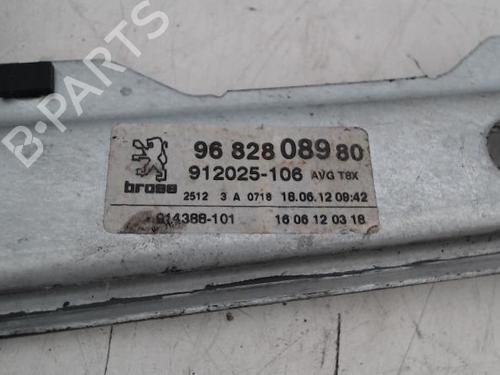 B-PARTS
96 828 089 80
brose
912025-106 AVG T8X
2512 3 A 0718 18.06.12 09:42
914388-101 16 06 12 03 18